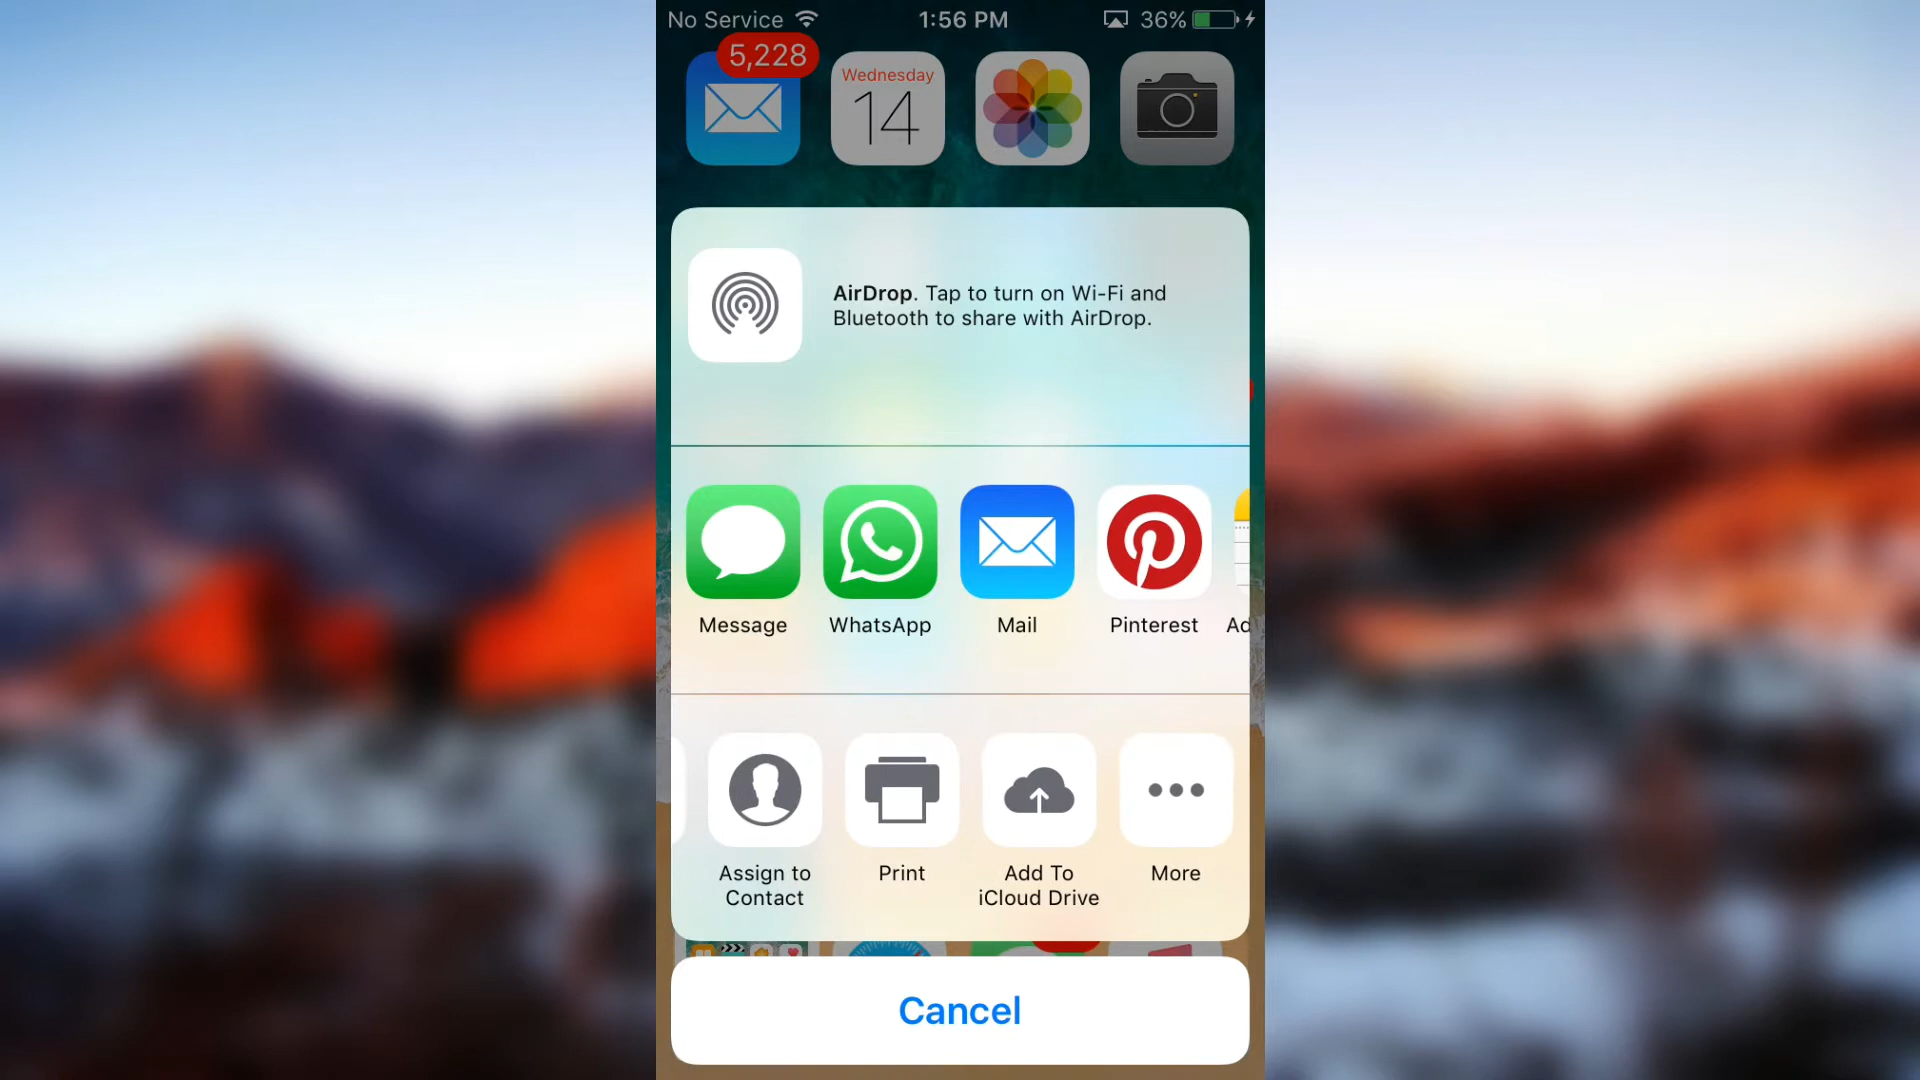 No Service
1:56 PM
36%
5,228
Wednesday
14
AirDrop. Tap to turn on Wi-Fi and
Bluetooth to share with AirDrop.
Message
WhatsApp
Mail
Pinterest
Ad
Assign to
Contact
Print
Add To
iCloud Drive
More
Cancel